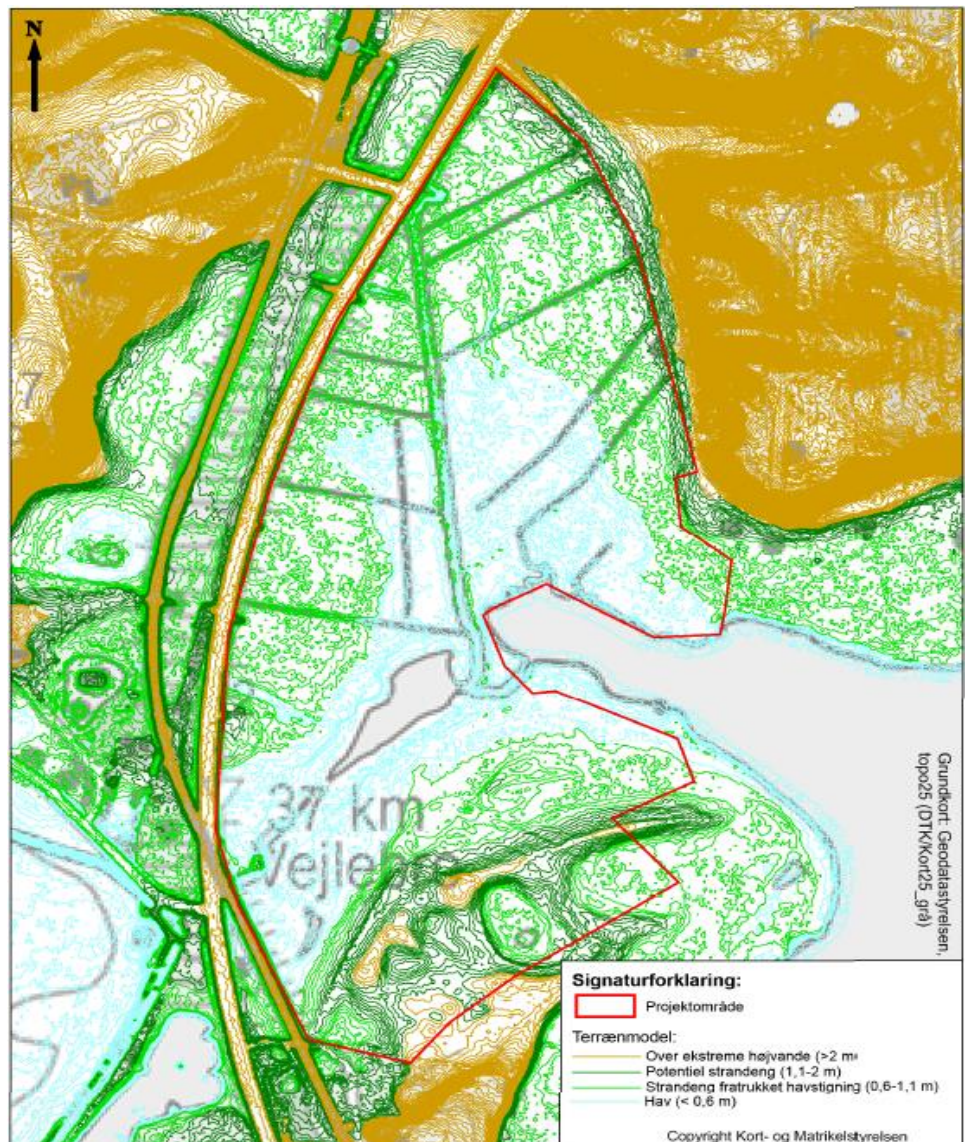 N
7
37 km
Grundkort: Geodatastyrelsen,
topo25 (DTK/Kort25_grå)
Signaturforklaring:
Projektområde
Terrænmodel:
Over ekstreme højvande (>2 m
Potentiel strandeng (1,1-2 m)
Strandeng fratrukket havstigning (0,6-1,1 m)
Hav (< 0,6 m)
Copyright Kort- og Matrikelstyrelsen